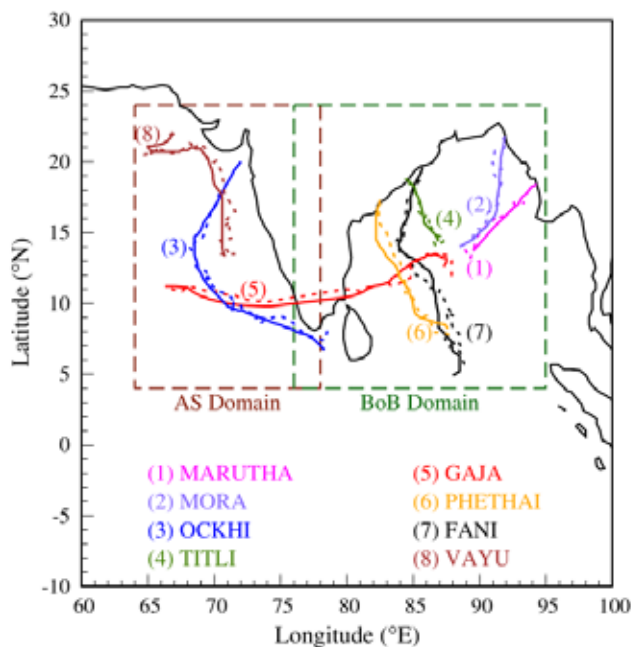 30
25
20
15
10
5
0
-5
-10
60 65 70 75 80 85 90 95 100
Latitude (°N)
Longitude (°E)
(8)
(3)
(5)
(4)
(2)
(1)
(6)
(7)
AS Domain
BoB Domain
(1) MARUTHA
(2) MORA
(3) OCKHI
(4) TITLI
(5) GAJA
(6) PHETHAI
(7) FANI
(8) VAYU